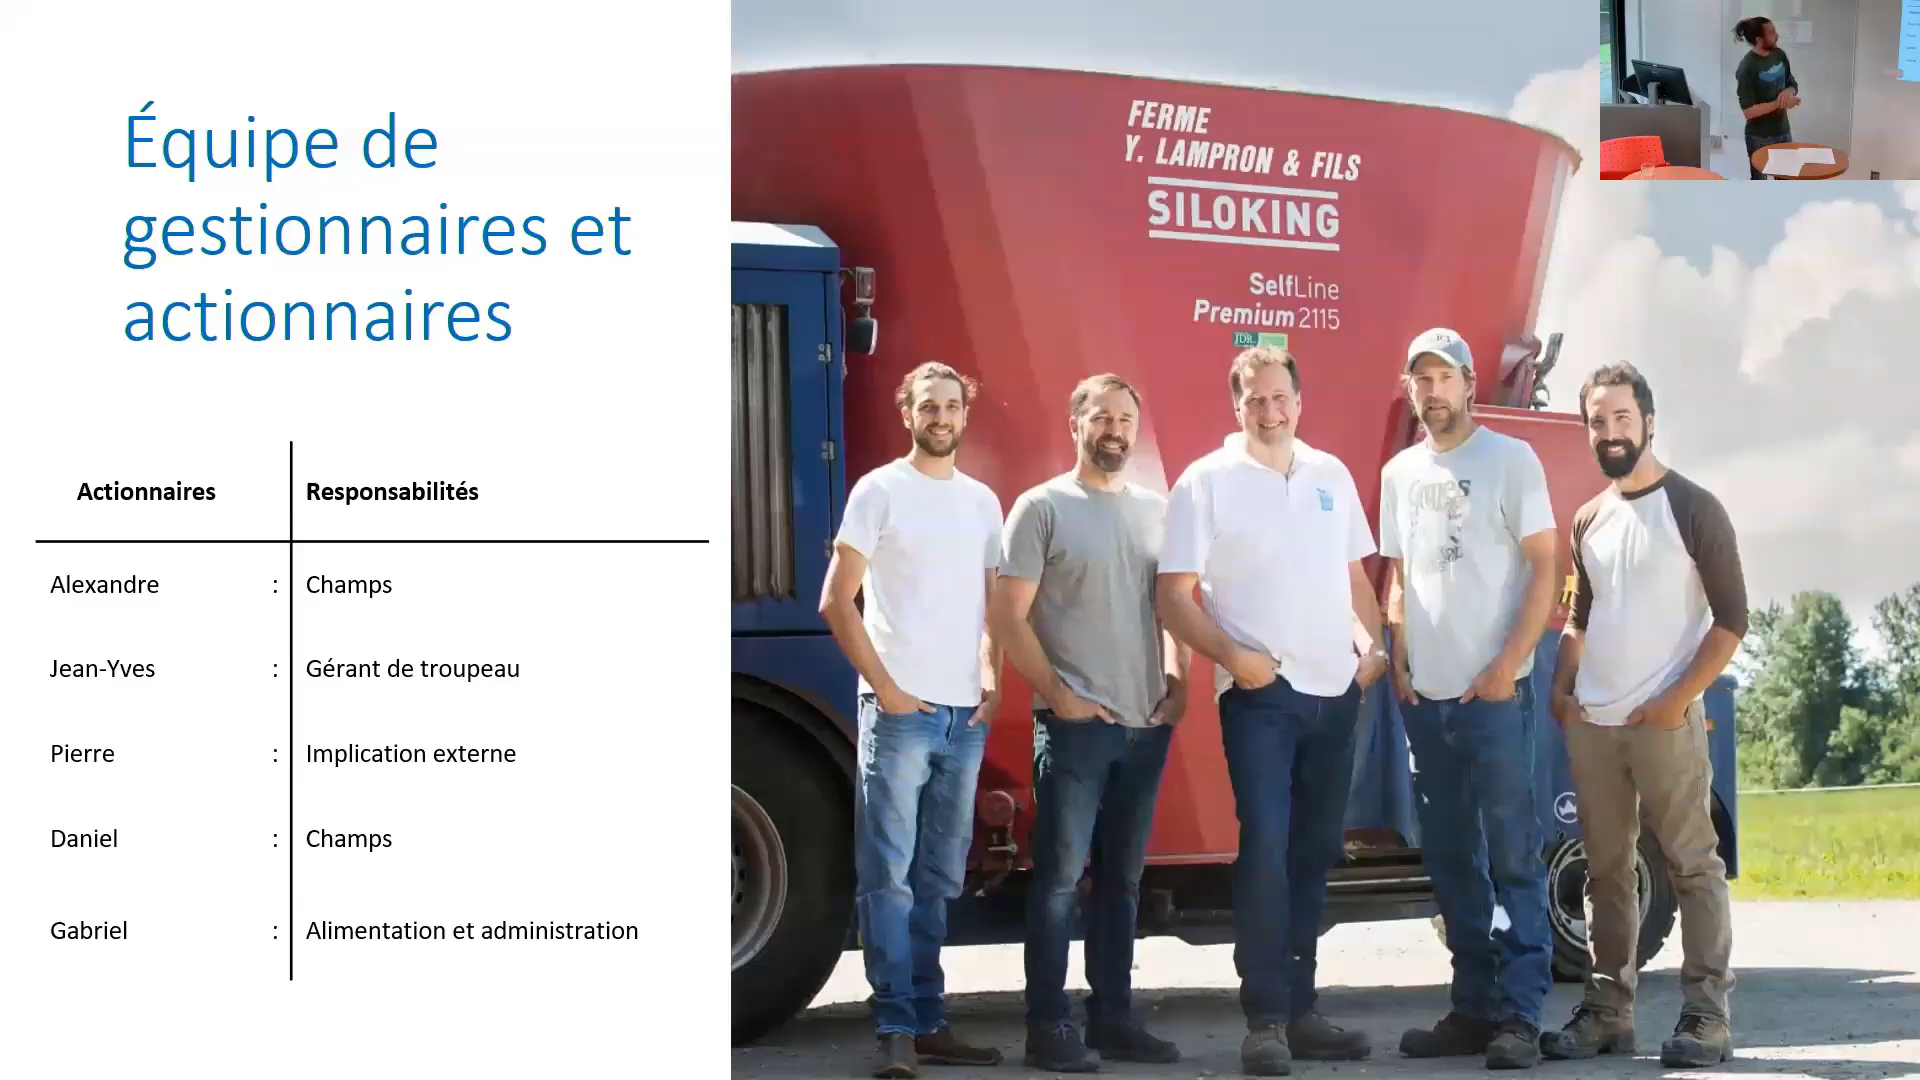 Équipe de
gestionnaires et
actionnaires
Actionnaires Responsabilités
Alexandre : Champs
Jean-Yves : Gérant de troupeau
Pierre : Implication externe
Daniel : Champs
Gabriel : Alimentation et administration
FERME
Y. LAMPRON & FILS
SILOKING
SelfLine
Premium 2115
JDR